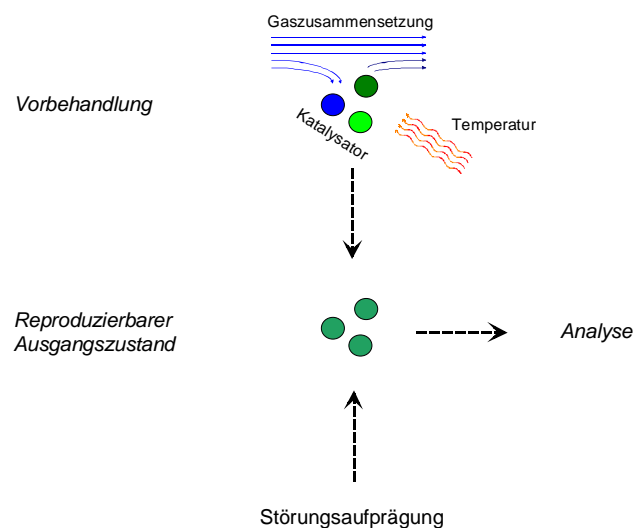 Gaszusammensetzung
Vorbehandlung
Katalysator
Temperatur
Reproduzierbarer
Ausgangszustand
Analyse
Störungsaufprägung